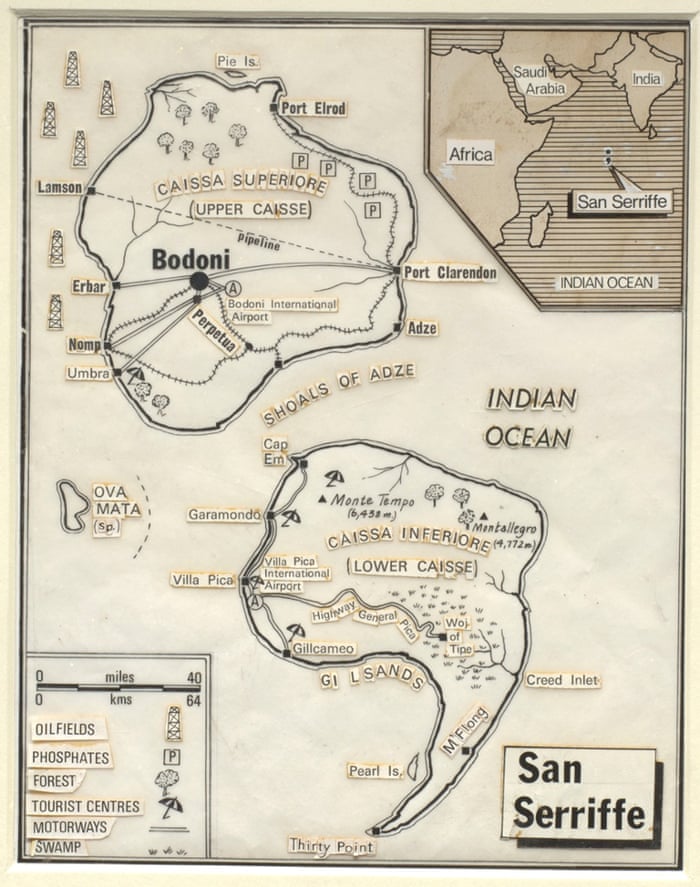 Pie Is.
Port Elrod
P
P
P
P
Lamson
CAISSA SUPERIORE
(UPPER CAISSE)
pipeline
Bodoni
Port Clarendon
Erbar
A
Bodoni International
Airport
Perpetua
Adze
Nomp
Umbra
SHOALS OF ADZE
Saudi
Arabia
India
Africa
San Serriffe
INDIAN OCEAN
INDIAN
OCEAN
Cap
Em
Monte Tempo
(6,438 m)
Garamondo
Montallegro
(4,772 m)
CAISSA INFERIORE
(LOWER CAISSE)
OVA
MATA
(sp.)
Villa Pica
International
Airport
Villa Pica
A
Highway General Pica
Woj
of
Tipe
Gillcameo
GILLSANDS
Creed Inlet
M'Flong
Pearl Is.
Thirty Point
0 miles 40
0 kms 64
OILFIELDS
PHOSPHATES P
FOREST
TOURIST CENTRES
MOTORWAYS
SWAMP
San
Serriffe